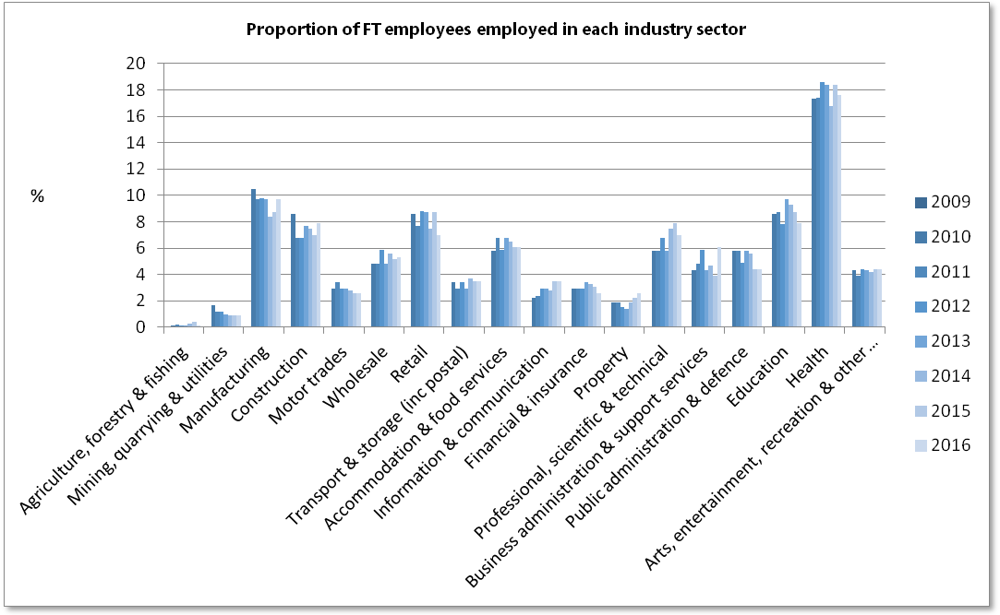 Proportion of FT employees employed in each industry sector
20
18
16
14
12
10
8
6
4
2
0
%
Agriculture, forestry & fishing
Mining, quarrying & utilities
Manufacturing
Construction
Motor trades
Wholesale
Retail
Transport & storage (inc postal)
Accommodation & food services
Information & communication
Financial & insurance
Property
Professional, scientific & technical
Business administration & support services
Public administration & defence
Education
Health
Arts, entertainment, recreation & other...
2009
2010
2011
2012
2013
2014
2015
2016